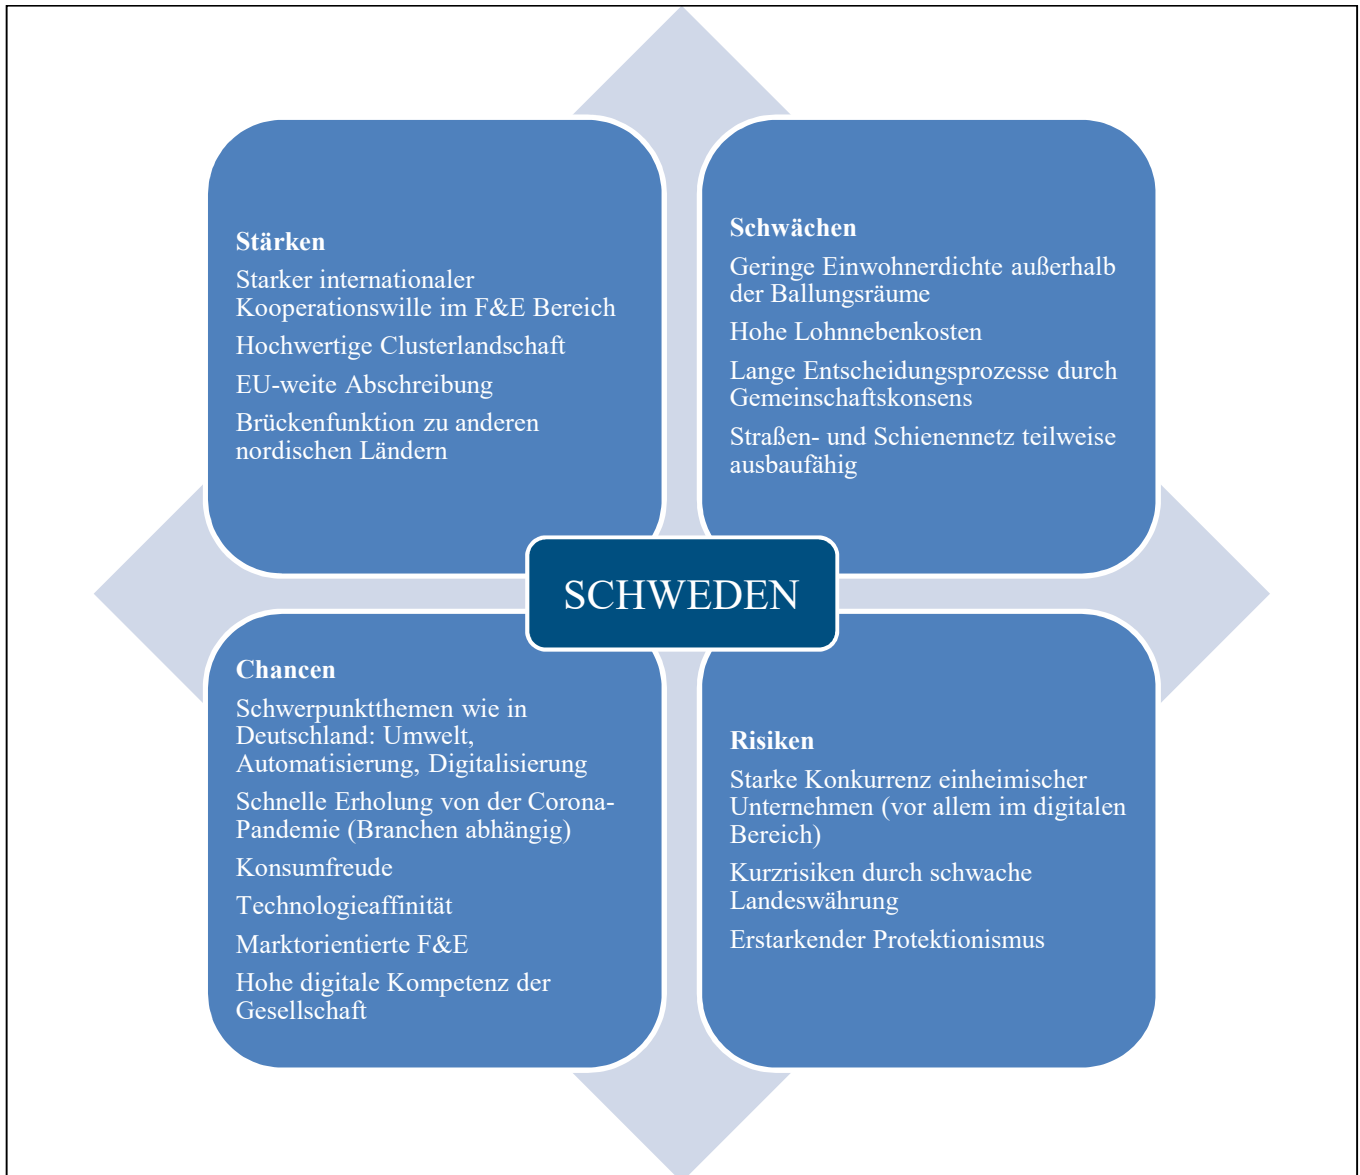 Stärken
Starker internationaler
Kooperationswille im F&E Bereich
Hochwertige Clusterlandschaft
EU-weite Abschreibung
Brückenfunktion zu anderen
nordischen Ländern
Schwächen
Geringe Einwohnerdichte außerhalb
der Ballungsräume
Hohe Lohnnebenkosten
Lange Entscheidungsprozesse durch
Gemeinschaftskonsens
Straßen- und Schienennetz teilweise
ausbaufähig
SCHWEDEN
Chancen
Schwerpunktthemen wie in
Deutschland: Umwelt,
Automatisierung, Digitalisierung
Schnelle Erholung von der Corona-
Pandemie (Branchen abhängig)
Konsumfreude
Technologieaffinität
Marktorientierte F&E
Hohe digitale Kompetenz der
Gesellschaft
Risiken
Starke Konkurrenz einheimischer
Unternehmen (vor allem im digitalen
Bereich)
Kurzrisiken durch schwache
Landeswährung
Erstarkender Protektionismus